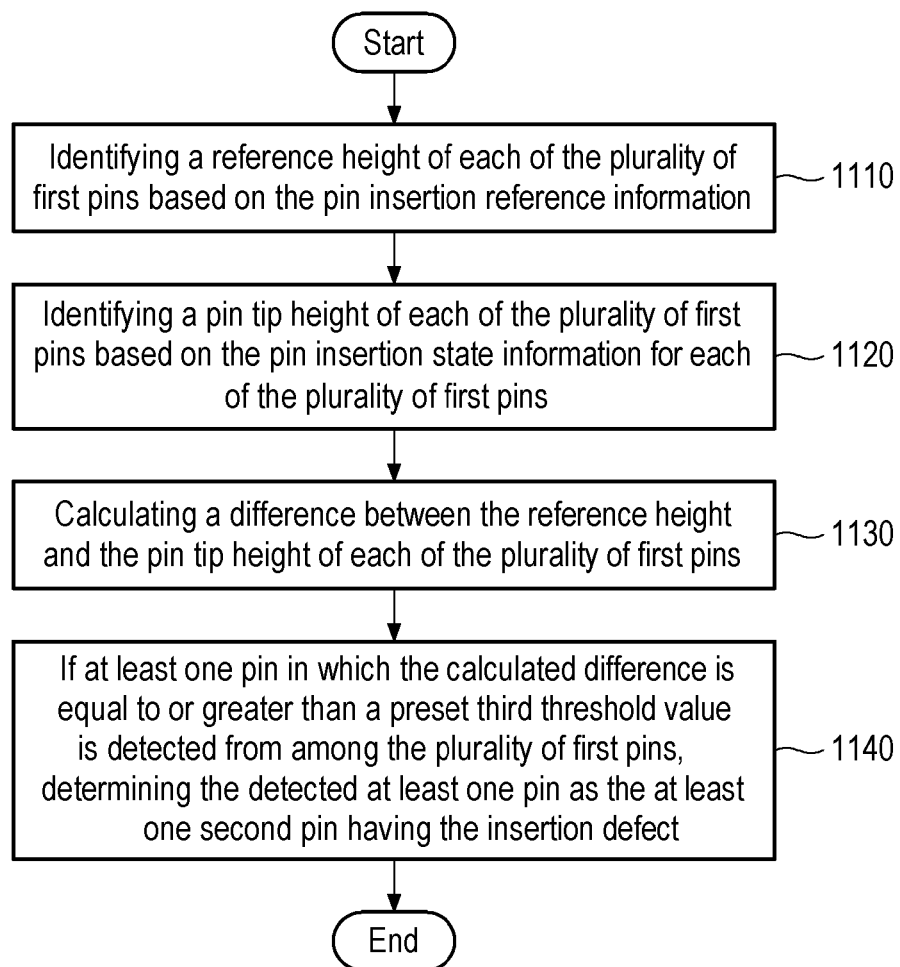 Start
Identifying a reference height of each of the plurality of
first pins based on the pin insertion reference information
1110
Identifying a pin tip height of each of the plurality of first
pins based on the pin insertion state information for each
of the plurality of first pins
1120
Calculating a difference between the reference height
and the pin tip height of each of the plurality of first pins
1130
If at least one pin in which the calculated difference is
equal to or greater than a preset third threshold value
is detected from among the plurality of first pins,
determining the detected at least one pin as the at least
one second pin having the insertion defect
1140
End